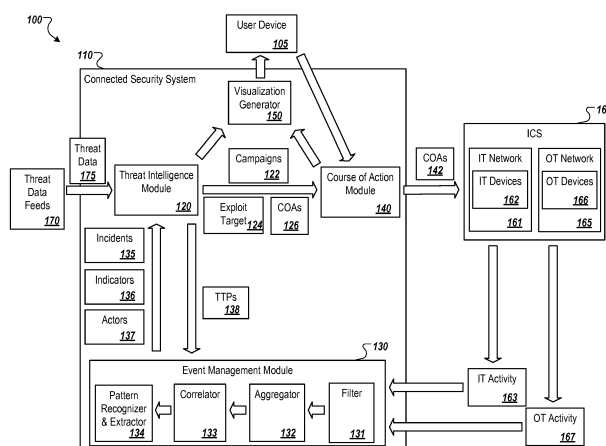 100
User Device
105
110
Connected Security System
Visualization
Generator
150
Threat
Data
175
Threat
Data
Feeds
170
Threat Intelligence
Module
120
Campaigns
122
Exploit
Target
124
COAs
126
Course of Action
Module
140
COAs
142
16
ICS
IT Network
IT Devices
162
161
OT Network
OT Devices
166
165
Incidents
135
Indicators
136
Actors
137
TTPs
138
130
Event Management Module
Pattern
Recognizer
& Extractor
134
Correlator
133
Aggregator
132
Filter
131
IT Activity
163
OT Activity
167